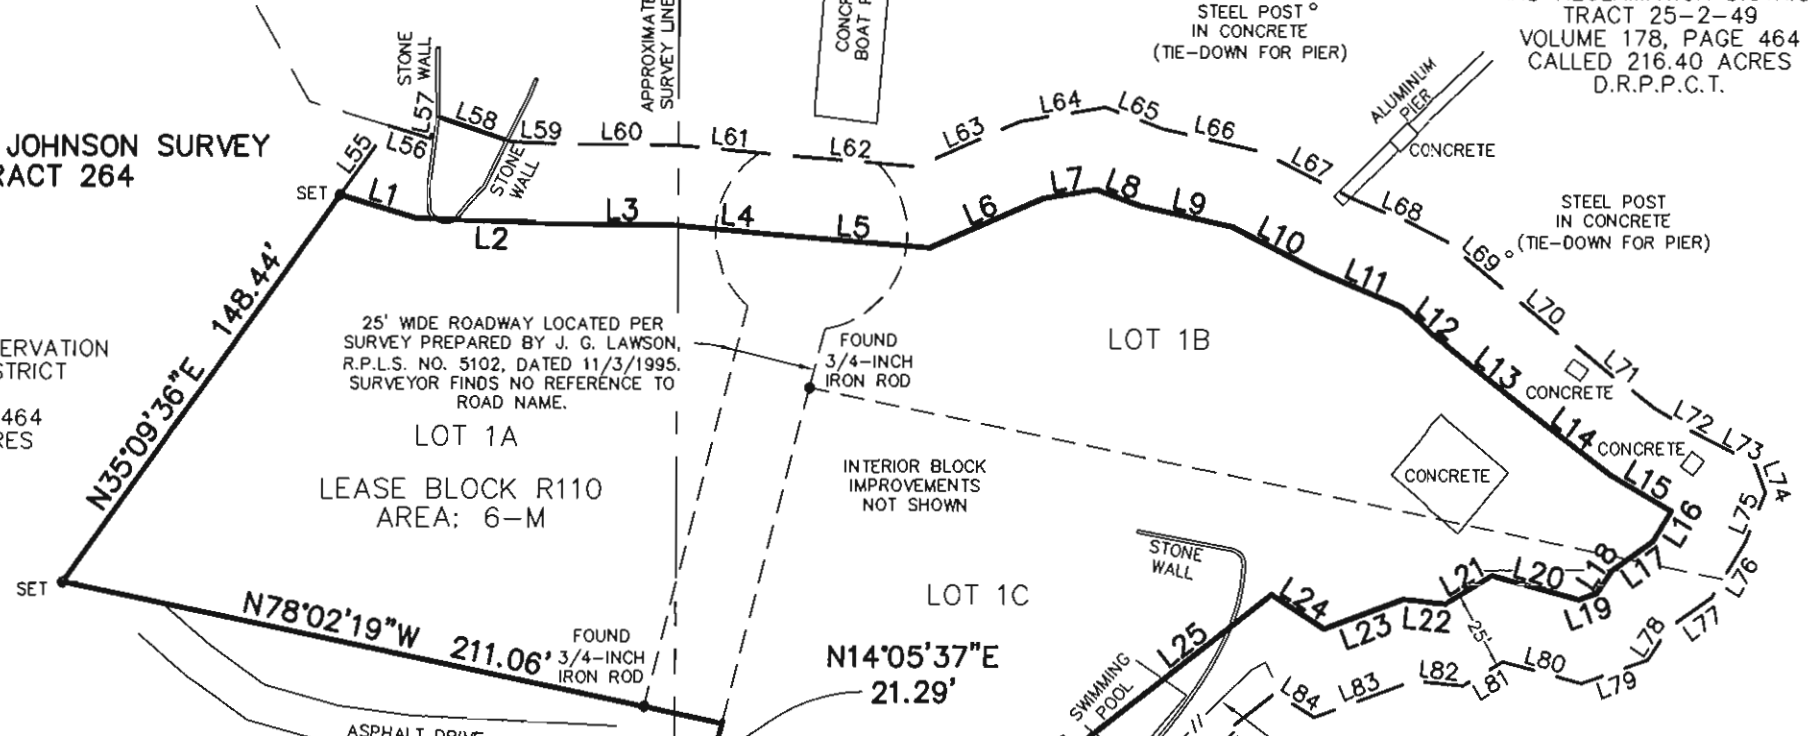 STEEL POST
IN CONCRETE
(TIE-DOWN FOR PIER)
TRACT 25-2-49
VOLUME 178, PAGE 464
CALLED 216.40 ACRES
D.R.P.P.C.T.
APPROXIMATE
SURVEY LINE
BOAT
STONE
WALL
L57
L58
L59
L60
L61
L62
L63
L64
L65
L66
L67
ALUMINUM
PIER
CONCRETE
JOHNSON SURVEY
264
L55
L56
STONE
WALL
SET
L1
L2
L3
L4
L5
L6
L7
L8
L9
L10
L11
L12
L13
L14
L15
L16
L17
L18
L19
L20
L21
L22
L23
L24
L25
L68
STEEL POST
IN CONCRETE
(TIE-DOWN FOR PIER)
L69
L70
L71
L72
L73
L74
L75
L76
L77
L78
L79
L80
L81
L82
L83
L84
148.44'
N35°09'36"E
25' WIDE ROADWAY LOCATED PER
SURVEY PREPARED BY J. G. LAWSON,
R.P.L.S. NO. 5102, DATED 11/3/1995.
SURVEYOR FINDS NO REFERENCE TO
ROAD NAME.
FOUND
3/4-INCH
IRON ROD
LOT 1B
464
LOT 1A
LEASE BLOCK R110
AREA: 6-M
INTERIOR BLOCK
IMPROVEMENTS
NOT SHOWN
CONCRETE
CONCRETE
CONCRETE
STONE
WALL
LOT 1C
25'
SET
N78°02'19"W
211.06'
FOUND
3/4-INCH
IRON ROD
N14°05'37"E
21.29'
SWIMMING
POOL
11
ASPHALT DRIVE